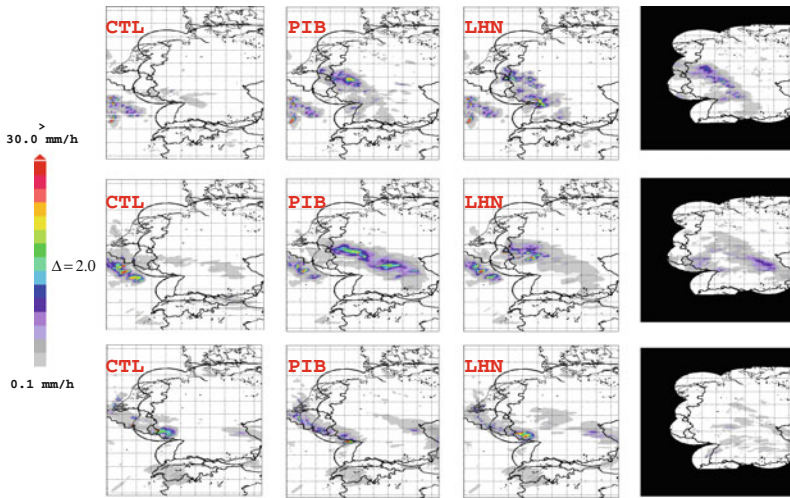 CTL PIB LHN
>
30.0 mm/h
CTL PIB LHN
Δ=2.0
CTL PIB LHN
0.1 mm/h